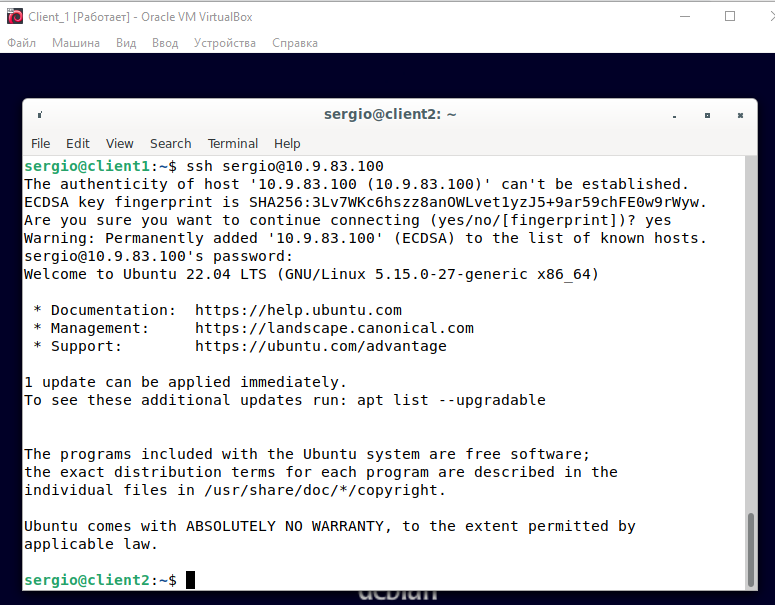 Client_1 [Работает] - Oracle VM VirtualBox
Файл Машина Вид Ввод Устройства Справка
sergio@client2: ~
File Edit View Search Terminal Help
sergio@client1:~$ ssh sergio@10.9.83.100
The authenticity of host '10.9.83.100 (10.9.83.100)' can't be established.
ECDSA key fingerprint is SHA256:3Lv7WKc6hszz8anOWLvet1yzJ5+9ar59chFE0w9rWyw.
Are you sure you want to continue connecting (yes/no/[fingerprint])? yes
Warning: Permanently added '10.9.83.100' (ECDSA) to the list of known hosts.
sergio@10.9.83.100's password:
Welcome to Ubuntu 22.04 LTS (GNU/Linux 5.15.0-27-generic x86_64)
* Documentation: https://help.ubuntu.com
* Management: https://landscape.canonical.com
* Support: https://ubuntu.com/advantage
1 update can be applied immediately.
To see these additional updates run: apt list --upgradable
The programs included with the Ubuntu system are free software;
the exact distribution terms for each program are described in the
individual files in /usr/share/doc/*/copyright.
Ubuntu comes with ABSOLUTELY NO WARRANTY, to the extent permitted by
applicable law.
sergio@client2:~$
debian